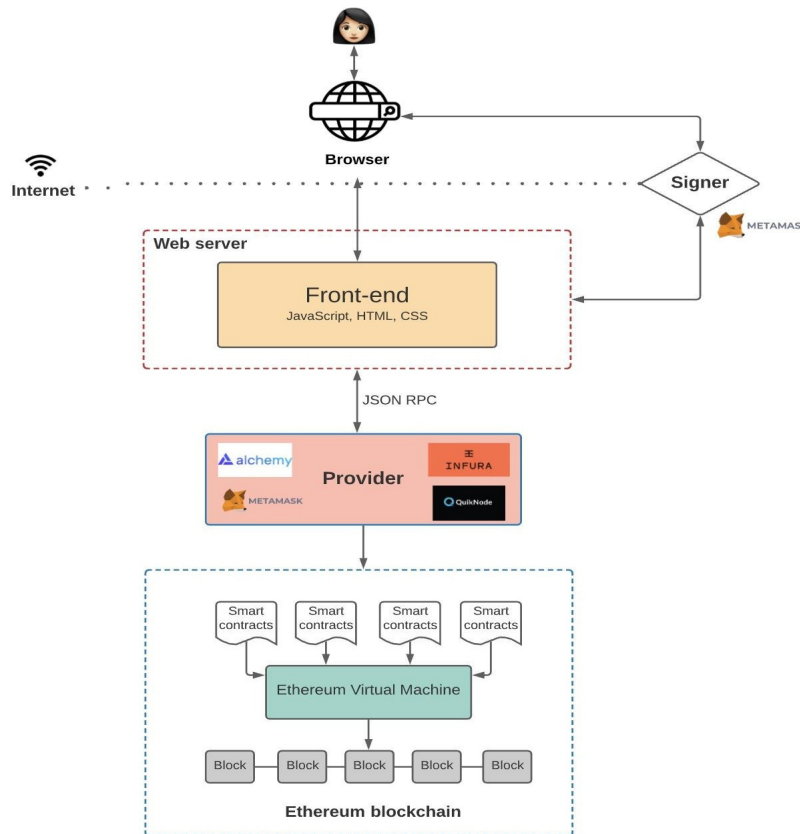 Browser
Internet
Signer
METAMASK
Web server
Front-end
JavaScript, HTML, CSS
JSON RPC
alchemy
INFURA
Provider
METAMASK
QuikNode
Smart
contracts
Smart
contracts
Smart
contracts
Smart
contracts
Ethereum Virtual Machine
Block
Block
Block
Block
Block
Ethereum blockchain